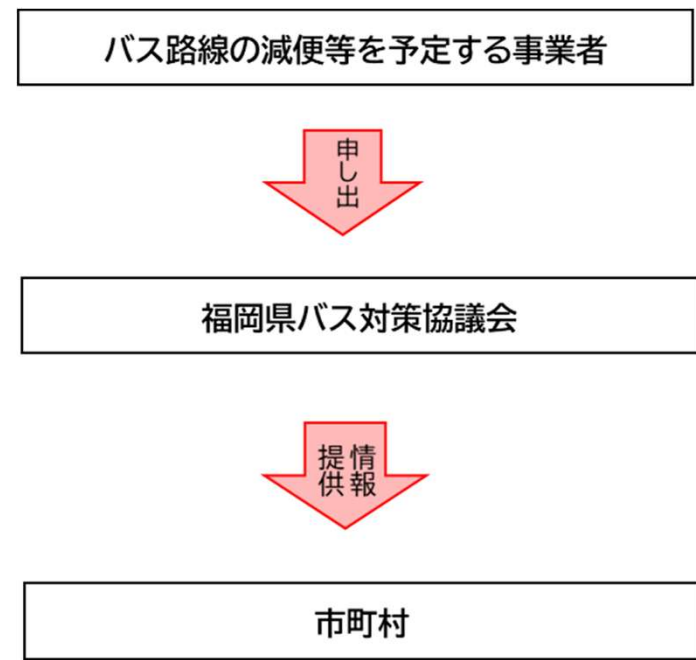 バス路線の減便等を予定する事業者
申し出
福岡県バス対策協議会
情報
提供
市町村